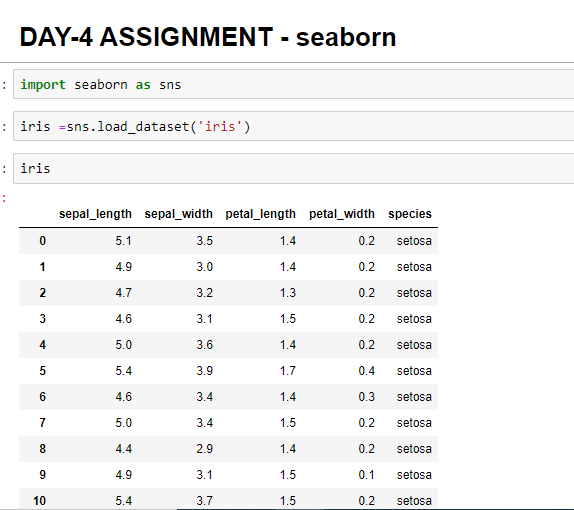 DAY-4 ASSIGNMENT - seaborn
: import seaborn as sns
: iris =sns.load_dataset('iris')
: iris
:
sepal_length sepal_width petal_length petal_width species
0 5.1 3.5 1.4 0.2 setosa
1 4.9 3.0 1.4 0.2 setosa
2 4.7 3.2 1.3 0.2 setosa
3 4.6 3.1 1.5 0.2 setosa
4 5.0 3.6 1.4 0.2 setosa
5 5.4 3.9 1.7 0.4 setosa
6 4.6 3.4 1.4 0.3 setosa
7 5.0 3.4 1.5 0.2 setosa
8 4.4 2.9 1.4 0.2 setosa
9 4.9 3.1 1.5 0.1 setosa
10 5.4 3.7 1.5 0.2 setosa